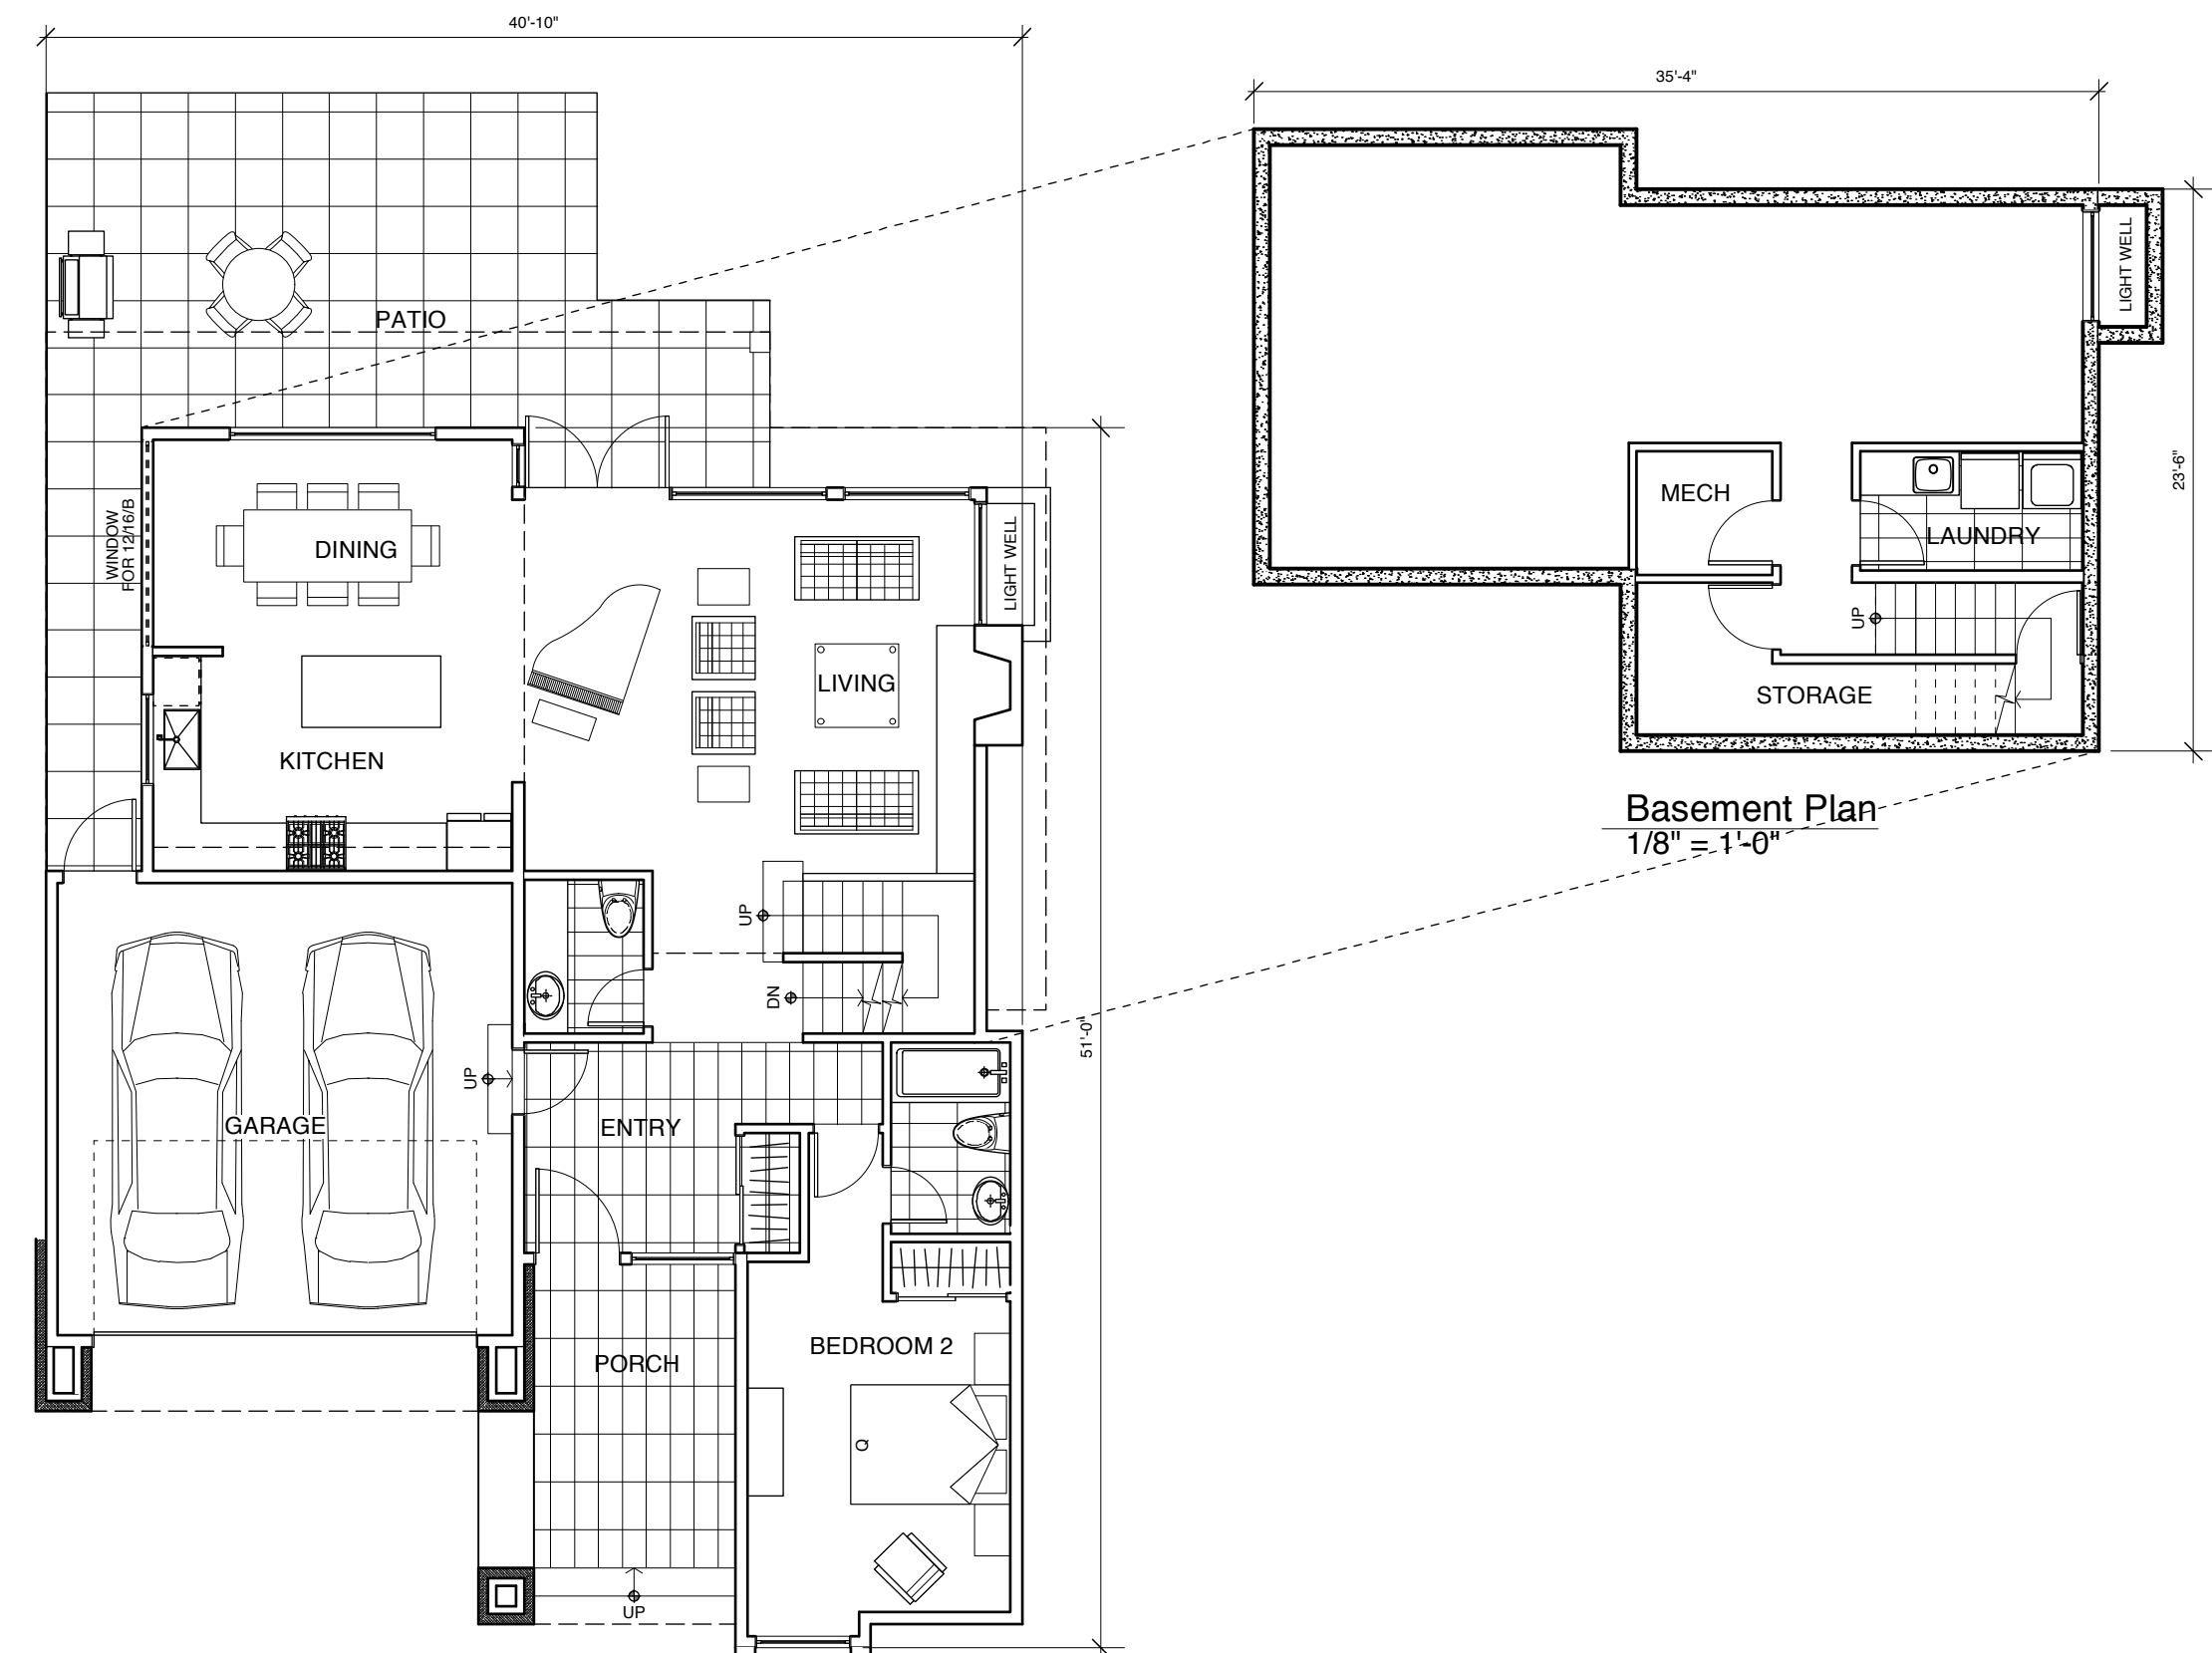 40'-10"
35'-4"
PATIO
LIGHT WELL
23'-6"
WINDOW
FOR 12/16/B
DINING
LIGHT WELL
MECH
LAUNDRY
UP
LIVING
STORAGE
KITCHEN
Basement Plan
1/8" = 1'-0"
UP
DN
51'-0"
UP
GARAGE
ENTRY
BEDROOM 2
PORCH
Q
UP